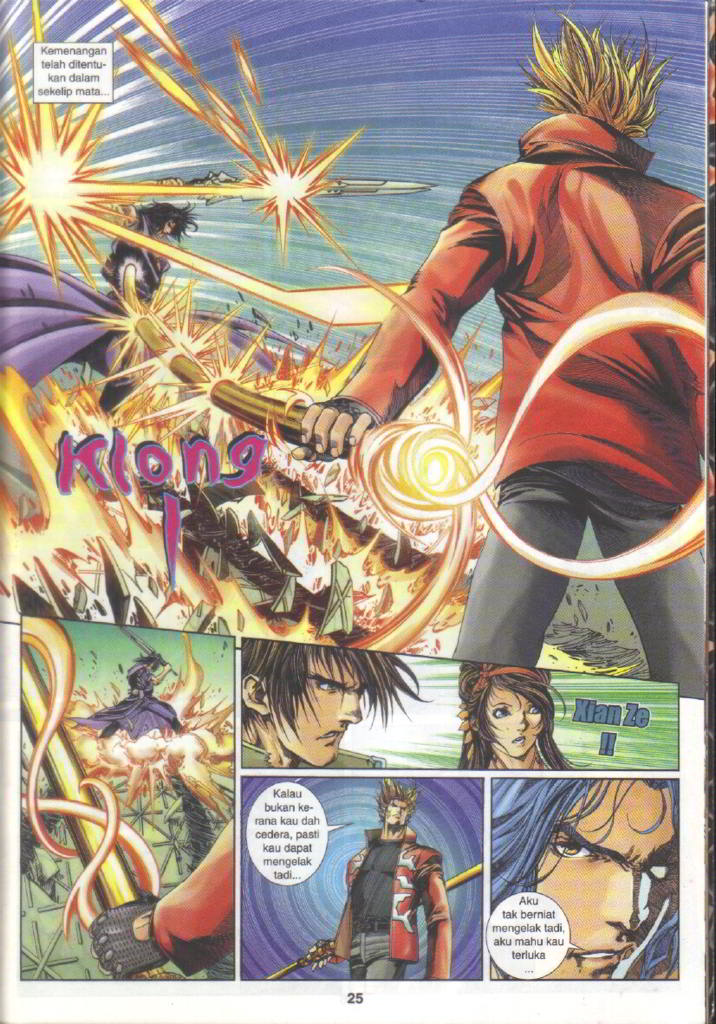 Kemenangan
telah ditentu-
kan dalam
sekelip mata...
Klong
!
Xian Ze
!!
Kalau
bukan ke-
rana kau dah
cedera, pasti
kau dapat
mengelak
tadi...
Aku
tak berniat
mengelak tadi,
aku mahu kau
terluka
...
25